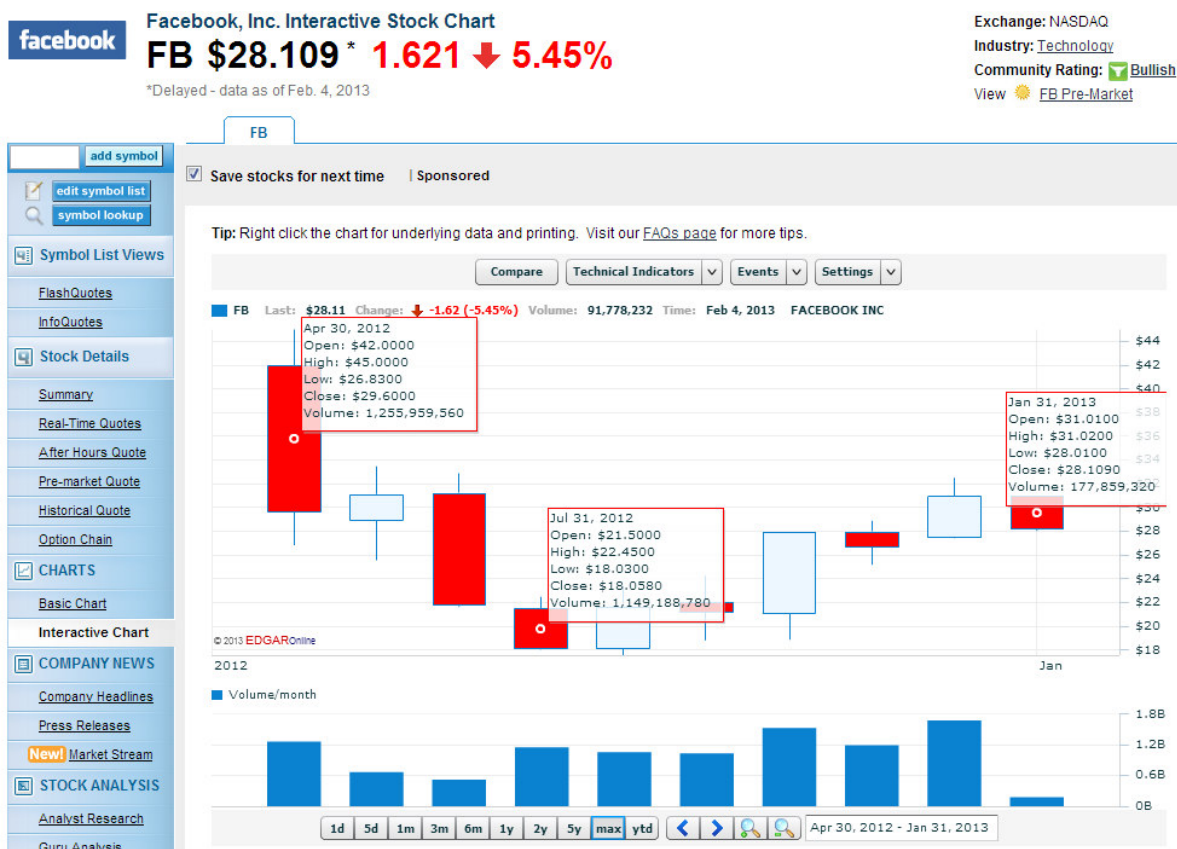 facebook
Facebook, Inc. Interactive Stock Chart
FB $28.109 * 1.621 5.45%
*Delayed - data as of Feb. 4, 2013
Exchange: NASDAQ
Industry: Technology
Community Rating: Bullish
View FB Pre-Market
FB
add symbol
edit symbol list
symbol lookup
Symbol List Views
FlashQuotes
InfoQuotes
Stock Details
Summary
Real-Time Quotes
After Hours Quote
Pre-market Quote
Historical Quote
Option Chain
CHARTS
Basic Chart
Interactive Chart
COMPANY NEWS
Company Headlines
Press Releases
New! Market Stream
STOCK ANALYSIS
Analyst Research
Guru Analysis
Save stocks for next time | Sponsored
Tip: Right click the chart for underlying data and printing. Visit our FAQs page for more tips.
Compare Technical Indicators Events Settings
FB Last: $28.11 Change: -1.62 (-5.45%) Volume: 91,778,232 Time: Feb 4, 2013 FACEBOOK INC
Apr 30, 2012
Open: $42.0000
High: $45.0000
Low: $26.8300
Close: $29.6000
Volume: 1,255,959,560
Jul 31, 2012
Open: $21.5000
High: $22.4500
Low: $18.0300
Close: $18.0580
Volume: 1,149,188,780
Jan 31, 2013
Open: $31.0100
High: $31.0200
Low: $28.0100
Close: $28.1090
Volume: 177,859,320
$44
$42
$40
$38
$36
$34
$32
$30
$28
$26
$24
$22
$20
$18
© 2013 EDGAROnline
2012 Jan
Volume/month
1.8B
1.2B
0.6B
0B
1d 5d 1m 3m 6m 1y 2y 5y max ytd
Apr 30, 2012 - Jan 31, 2013